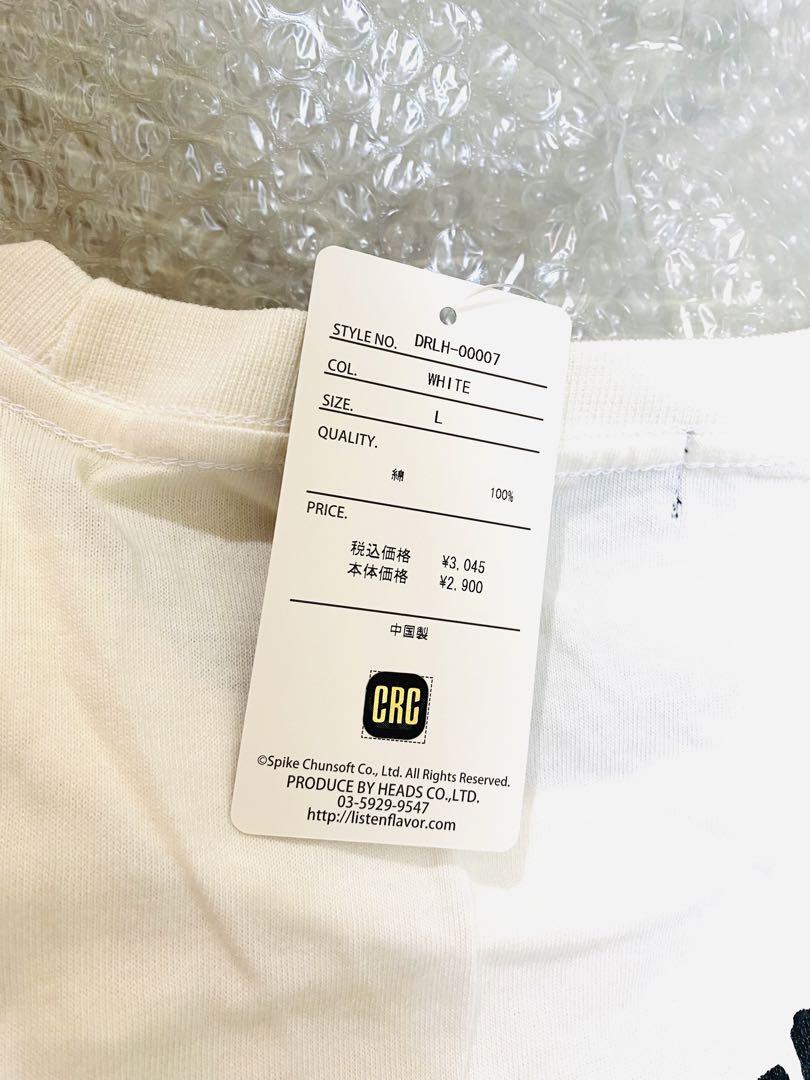 STYLE NO. DRLH-00007
COL. WHITE
SIZE. L
QUALITY.
綿 100%
PRICE.
税込価格 ¥3,045
本体価格 ¥2,900
中国製
CRC
©Spike Chunsoft Co., Ltd. All Rights Reserved.
PRODUCE BY HEADS CO.,LTD.
03-5929-9547
http://listenflavor.com